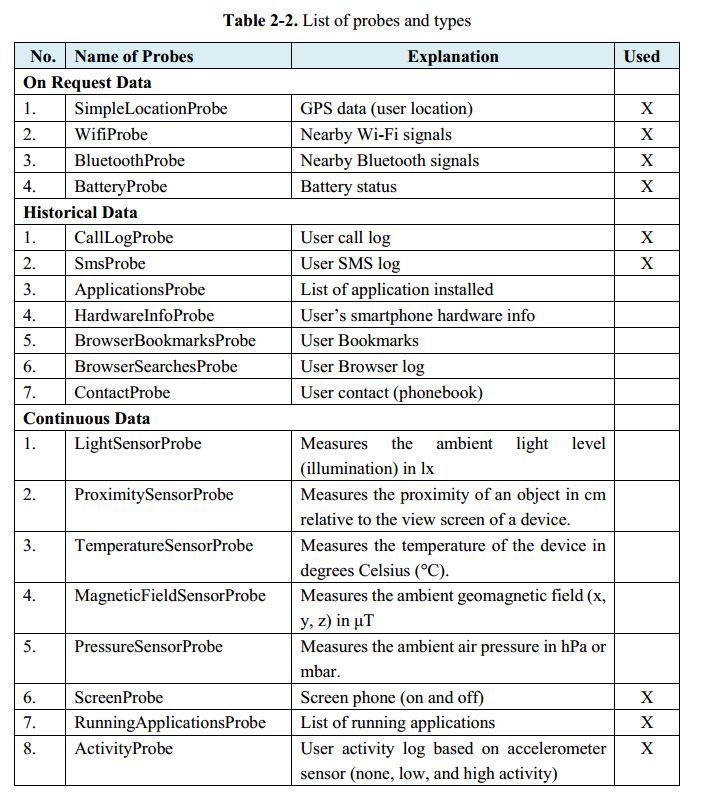 Table 2-2. List of probes and types
No. Name of Probes Explanation Used
On Request Data
1. SimpleLocationProbe GPS data (user location) X
2. WifiProbe Nearby Wi-Fi signals X
3. BluetoothProbe Nearby Bluetooth signals X
4. BatteryProbe Battery status X
Historical Data
1. CallLogProbe User call log X
2. SmsProbe User SMS log X
3. ApplicationsProbe List of application installed
4. HardwareInfoProbe User’s smartphone hardware info
5. BrowserBookmarksProbe User Bookmarks
6. BrowserSearchesProbe User Browser log
7. ContactProbe User contact (phonebook)
Continuous Data
1. LightSensorProbe Measures the ambient light level
(illumination) in lx
2. ProximitySensorProbe Measures the proximity of an object in cm
relative to the view screen of a device.
3. TemperatureSensorProbe Measures the temperature of the device in
degrees Celsius (°C).
4. MagneticFieldSensorProbe Measures the ambient geomagnetic field (x,
y, z) in μT
5. PressureSensorProbe Measures the ambient air pressure in hPa or
mbar.
6. ScreenProbe Screen phone (on and off) X
7. RunningApplicationsProbe List of running applications X
8. ActivityProbe User activity log based on accelerometer X
sensor (none, low, and high activity)